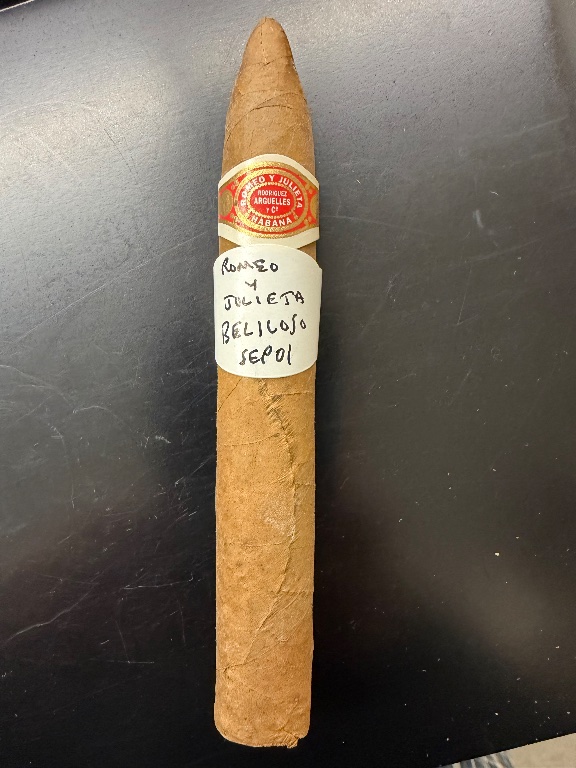 ROMEO Y JULIETA
RODRIGUEZ
ARGUELLES
Y Cª
HABANA
ROMEO
Y
JULIETA
BELICOSO
SEP01